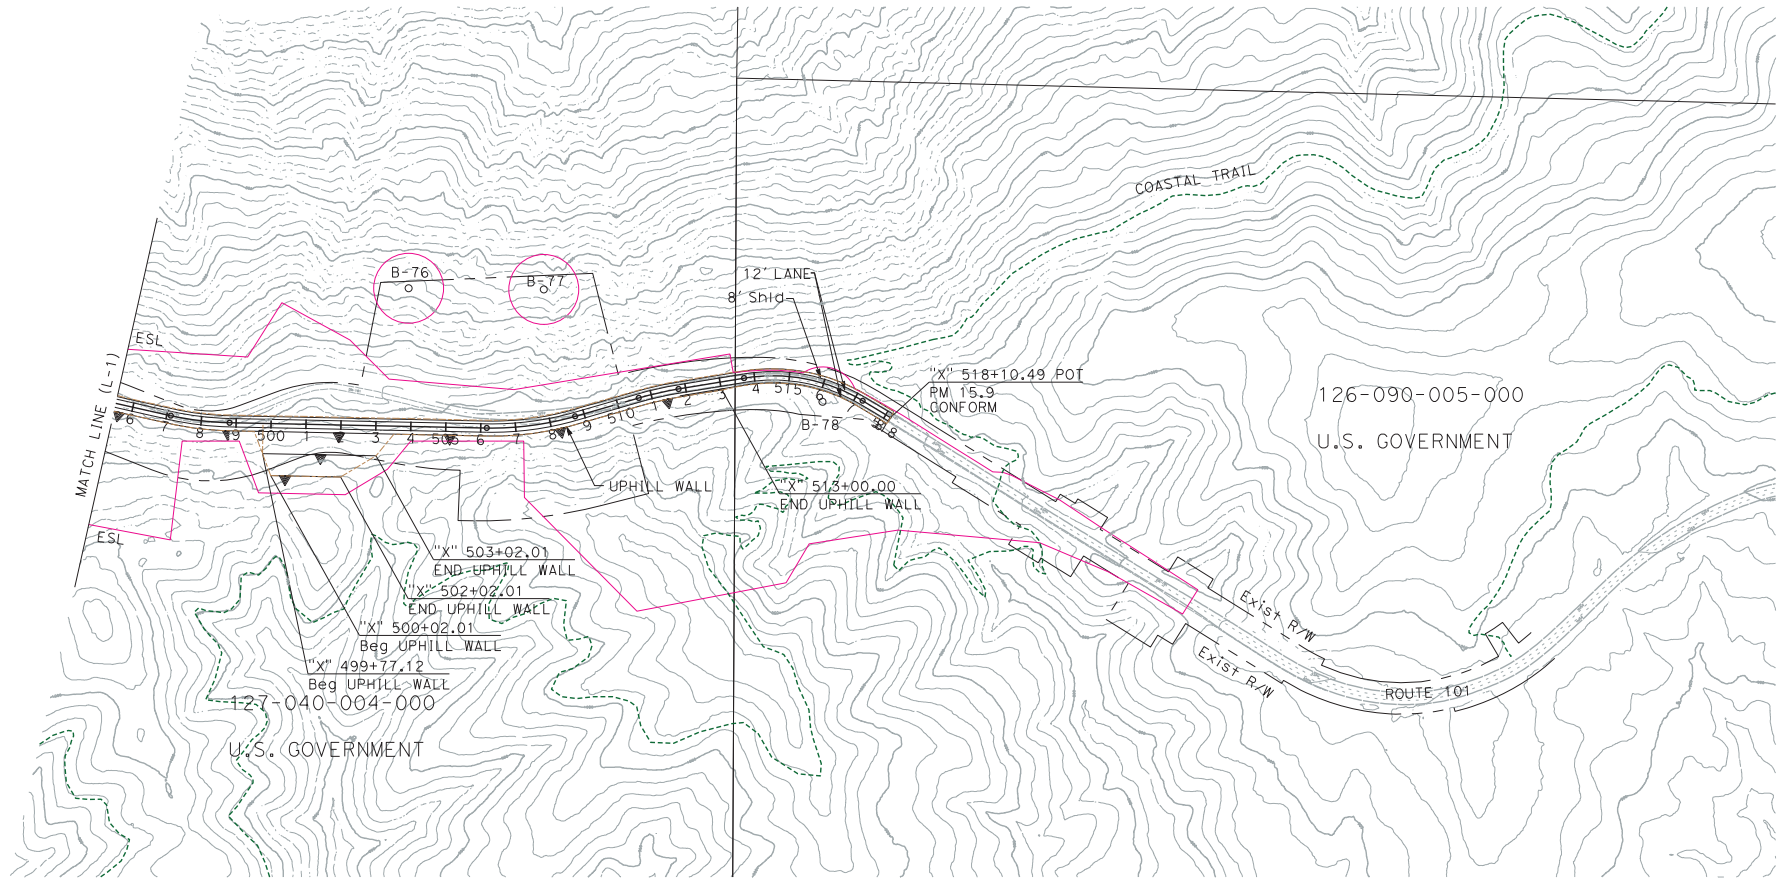 COASTAL TRAIL
B-76
B-77
12' LANE
8' Shld
ESL
MATCH LINE (L-1)
"X" 518+10.49 POT
PM 15.9
CONFORM
126-090-005-000
U.S. GOVERNMENT
6 7 8 9 500 1 2 3 4 505 6 7 8 9 510 1 2 3 4 515 6 7 518
B-78
UPHILL WALL
"X" 513+00.00
END UPHILL WALL
ESL
"X" 503+02.01
END UPHILL WALL
"X" 502+02.01
END UPHILL WALL
"X" 500+02.01
Beg UPHILL WALL
"X" 499+77.12
Beg UPHILL WALL
127-040-004-000
U.S. GOVERNMENT
Exist R/W
Exist R/W
ROUTE 101